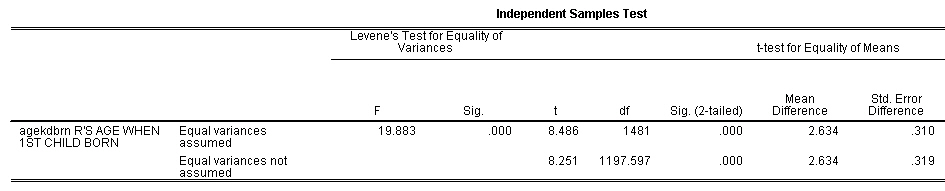 Independent Samples Test
Levene's Test for Equality of Variances t-test for Equality of Means
F Sig. t df Sig. (2-tailed) Mean Difference Std. Error Difference
agekdbrn R'S AGE WHEN 1ST CHILD BORN Equal variances assumed 19.883 .000 8.486 1481 .000 2.634 .310
Equal variances not assumed 8.251 1197.597 .000 2.634 .319